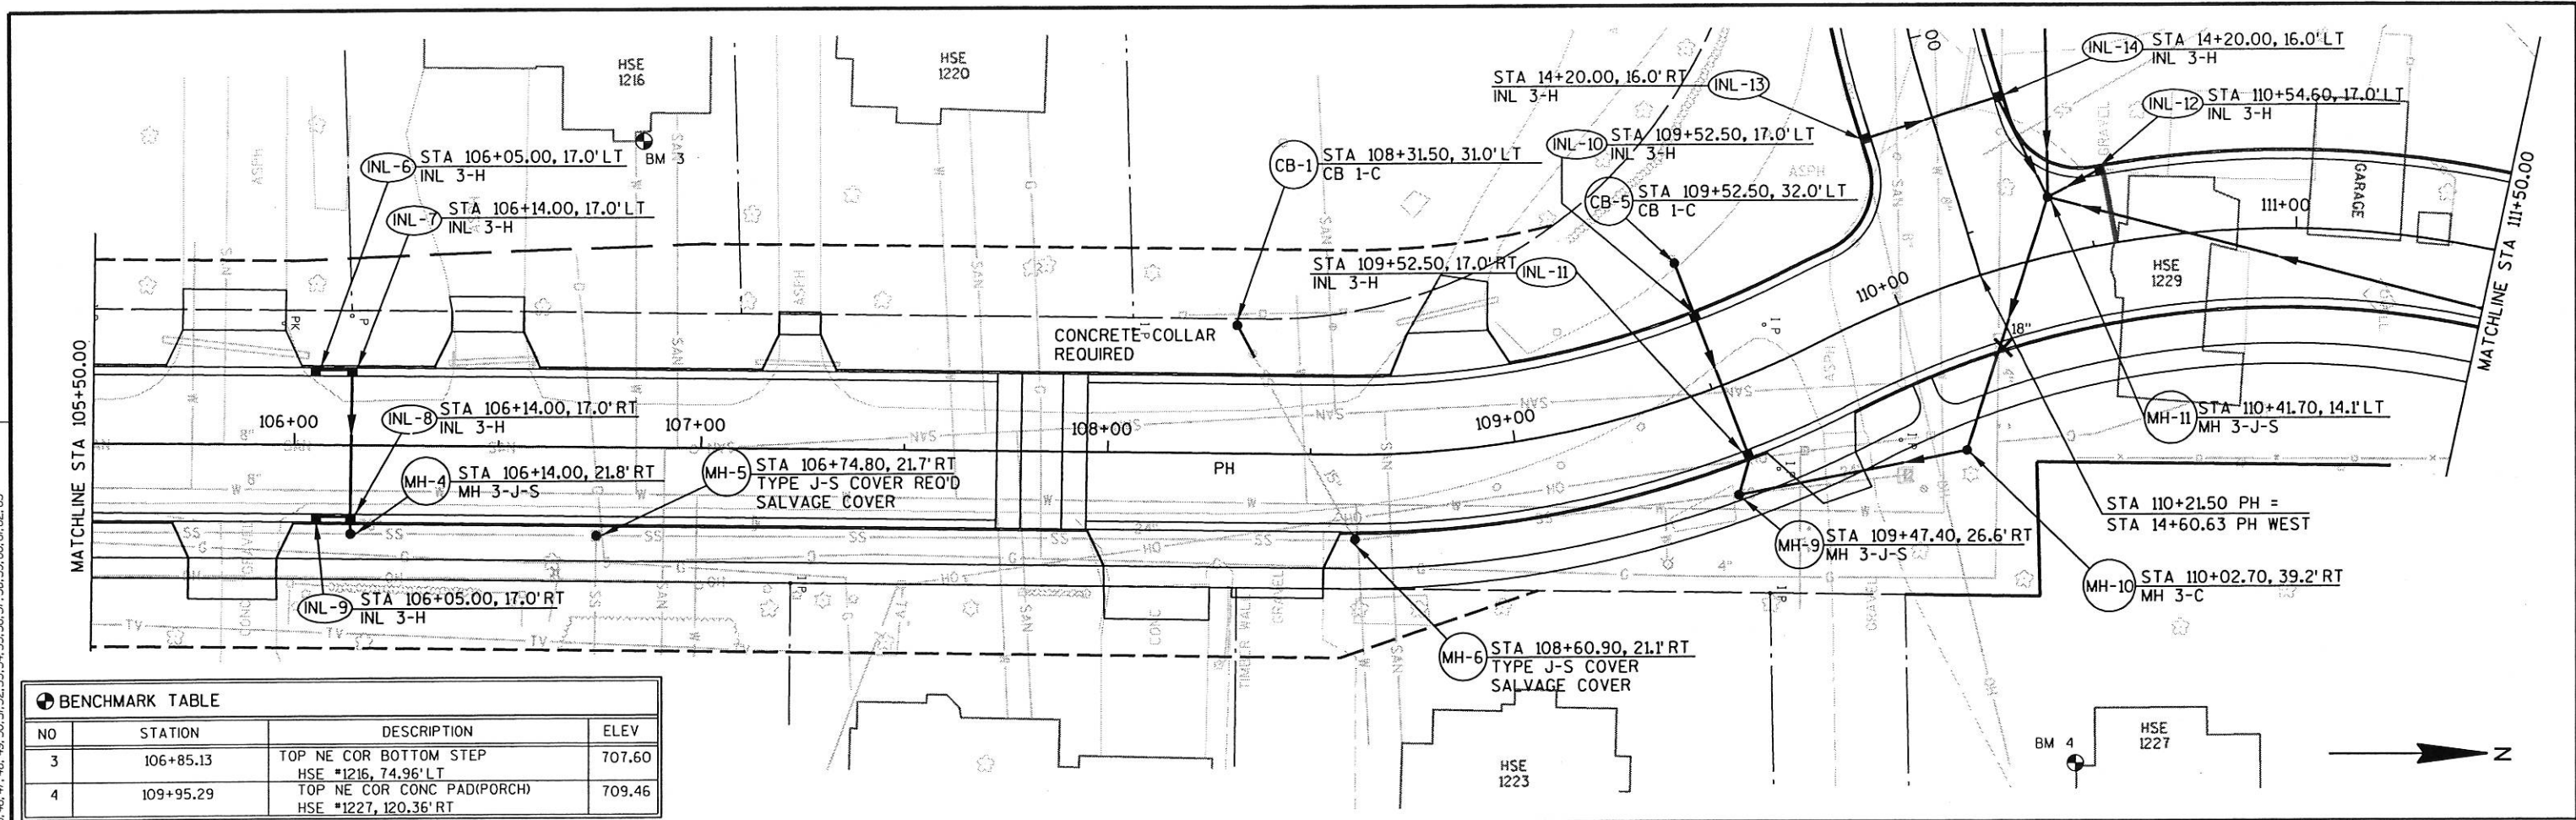 HSE
1216
BM 3
HSE
1220
INL-6
STA 106+05.00, 17.0' LT
INL 3-H
INL-7
STA 106+14.00, 17.0' LT
INL 3-H
CB-1
STA 108+31.50, 31.0' LT
CB 1-C
STA 14+20.00, 16.0' RT
INL 3-H
INL-13
INL-10
STA 109+52.50, 17.0' LT
INL 3-H
CB-5
STA 109+52.50, 32.0' LT
CB 1-C
STA 109+52.50, 17.0' RT
INL 3-H
INL-11
INL-14
STA 14+20.00, 16.0' LT
INL 3-H
INL-12
STA 110+54.60, 17.0' LT
INL 3-H
GRAVEL
GARAGE
HSE
1229
111+00
110+00
ASPH
00
18"
MATCHLINE STA 111+50.00
MATCHLINE STA 105+50.00
CONCRETE COLLAR
REQUIRED
PK
P
106+00
107+00
108+00
109+00
PH
INL-8
STA 106+14.00, 17.0' RT
INL 3-H
MH-4
STA 106+14.00, 21.8' RT
MH 3-J-S
MH-5
STA 106+74.80, 21.7' RT
TYPE J-S COVER REQ'D
SALVAGE COVER
INL-9
STA 106+05.00, 17.0' RT
INL 3-H
MH-11
STA 110+41.70, 14.1' LT
MH 3-J-S
STA 110+21.50 PH =
STA 14+60.63 PH WEST
MH-9
STA 109+47.40, 26.6' RT
MH 3-J-S
MH-10
STA 110+02.70, 39.2' RT
MH 3-C
MH-6
STA 108+60.90, 21.1' RT
TYPE J-S COVER
SALVAGE COVER
TIMBER WALL
GRAVEL
CONC
HSE
1223
BM 4
HSE
1227
N
BENCHMARK TABLE
NO STATION DESCRIPTION ELEV
3 106+85.13 TOP NE COR BOTTOM STEP 707.60
HSE #1216, 74.96' LT
4 109+95.29 TOP NE COR CONC PAD(PORCH) 709.46
HSE #1227, 120.36' RT